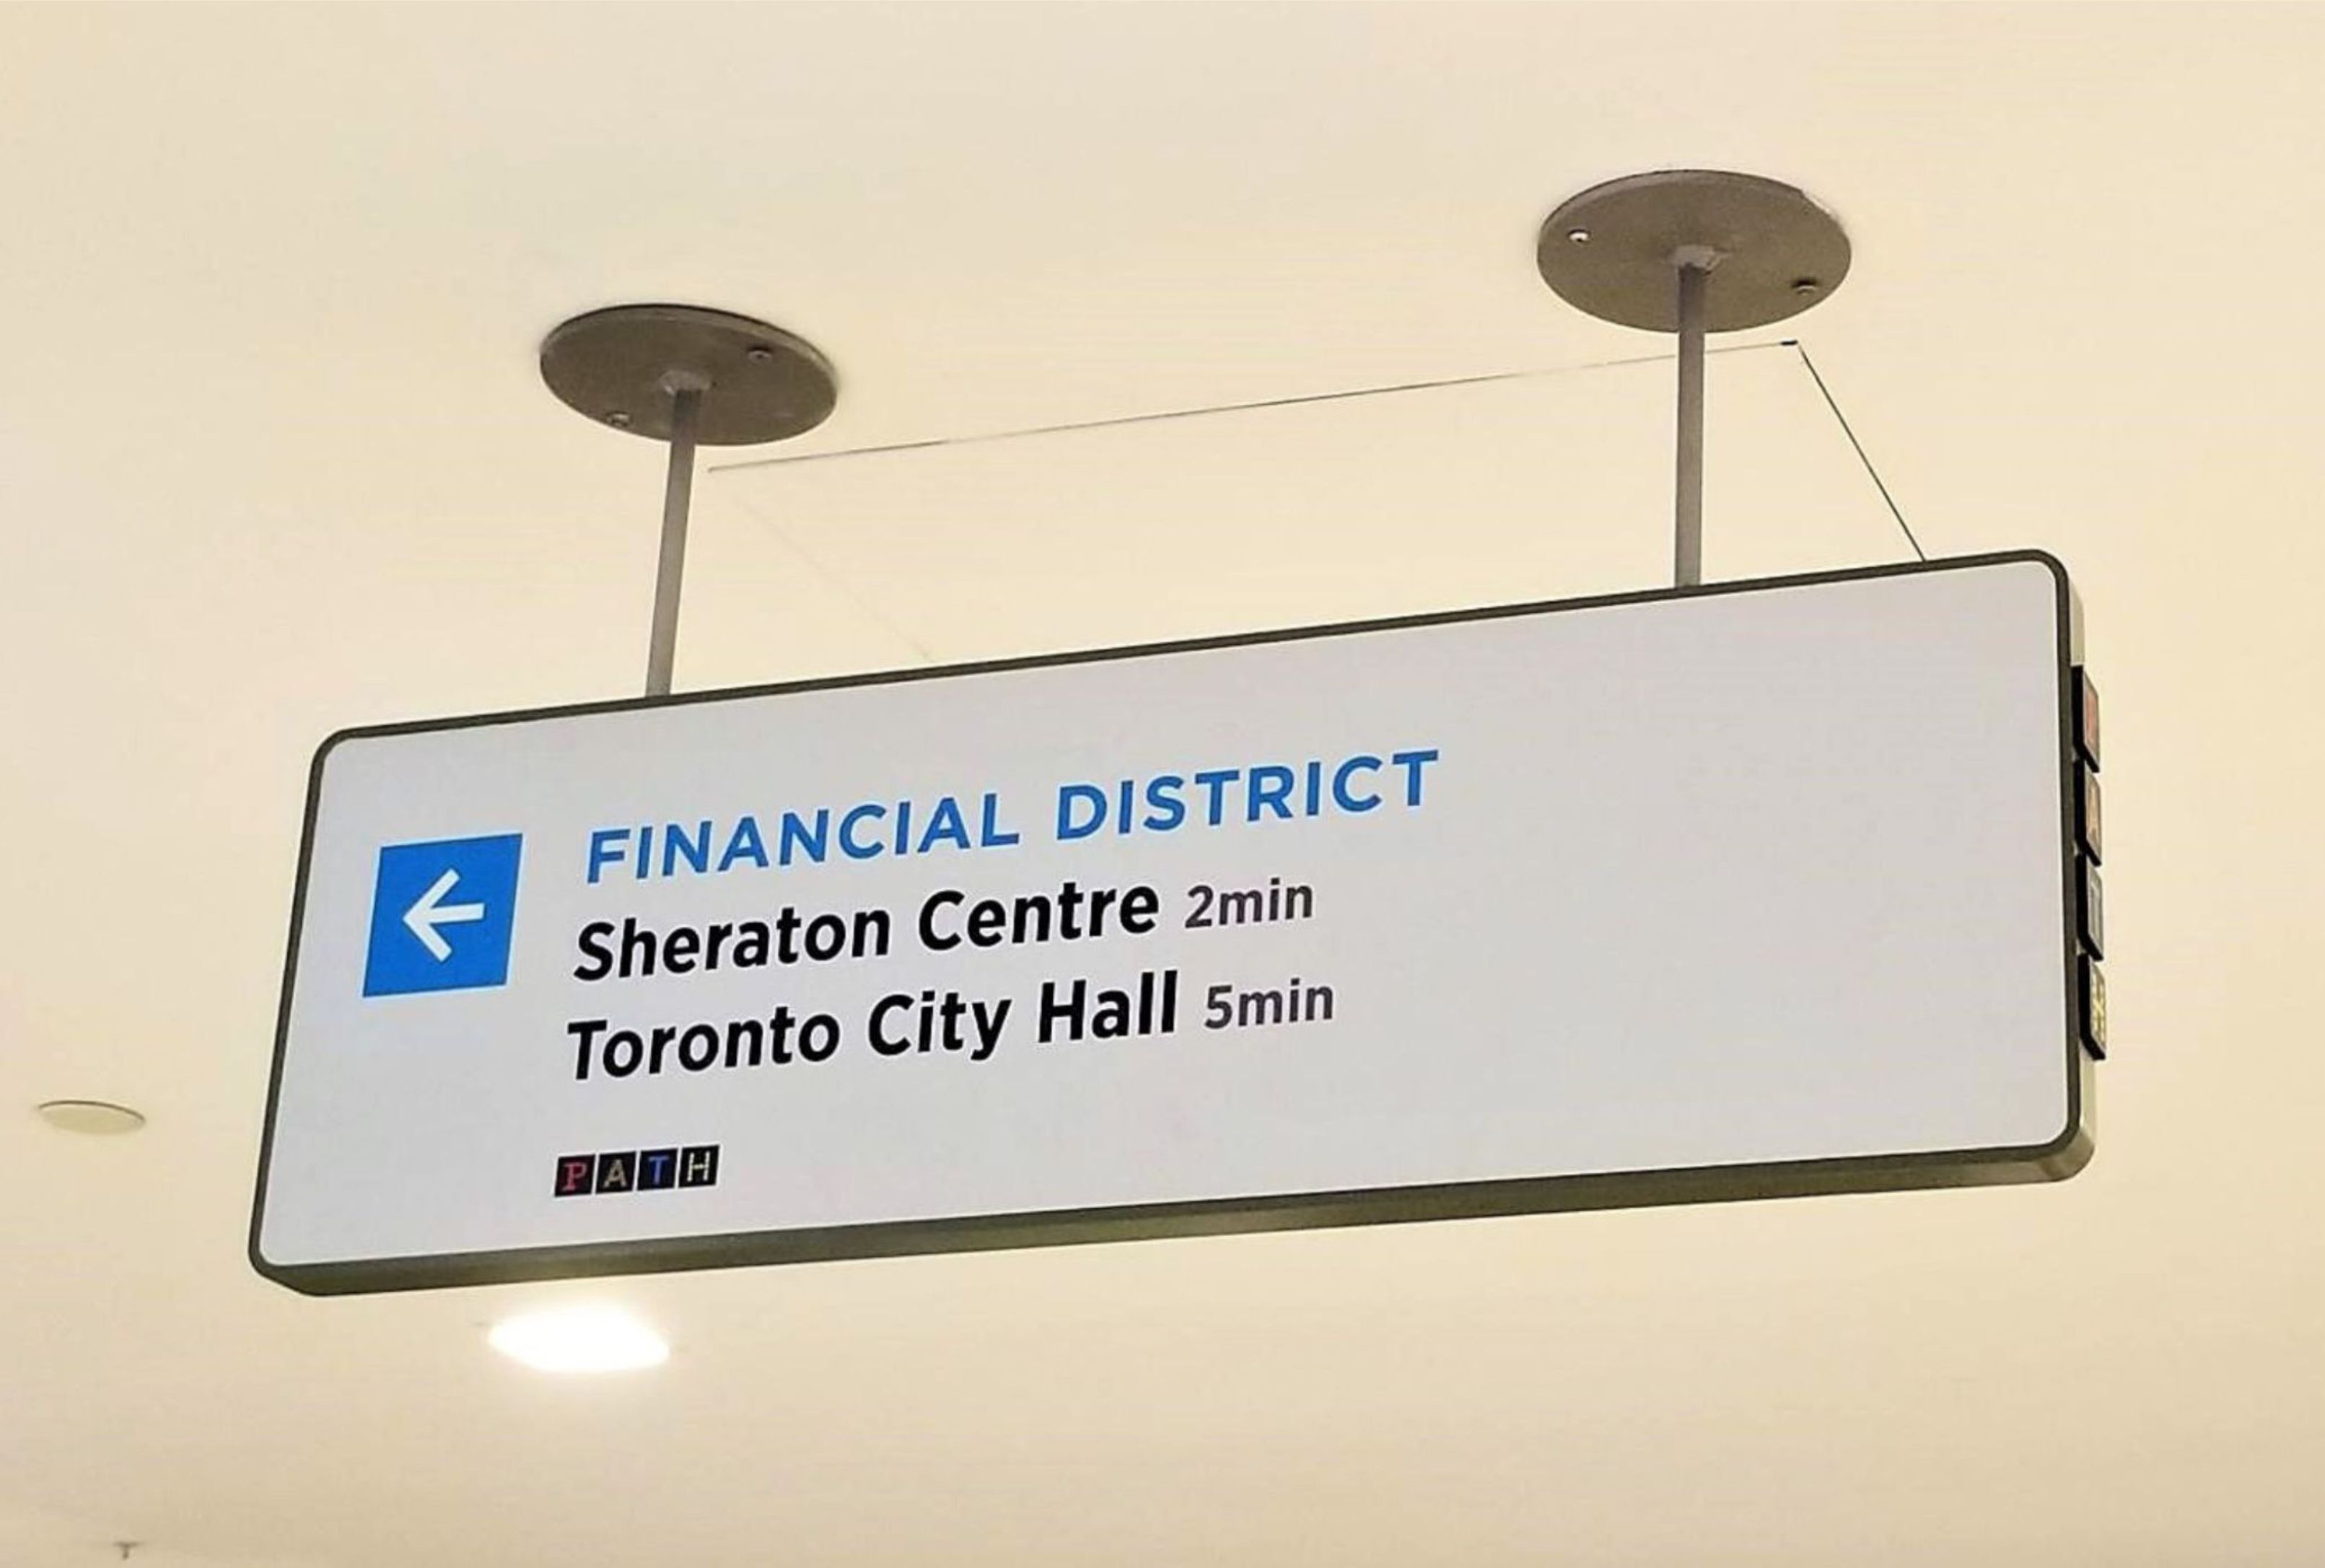 FINANCIAL DISTRICT
Sheraton Centre 2min
Toronto City Hall 5min
PATH